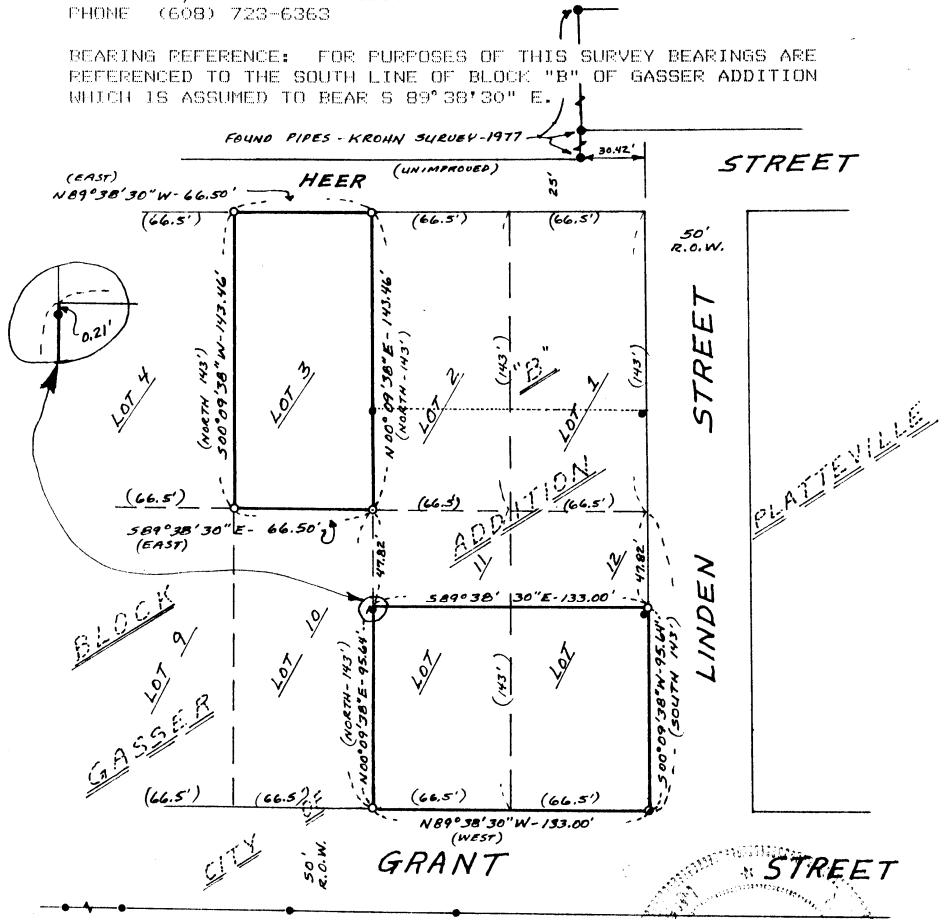 PHONE (608) 723-6363
BEARING REFERENCE: FOR PURPOSES OF THIS SURVEY BEARINGS ARE
REFERENCED TO THE SOUTH LINE OF BLOCK "B" OF GASSER ADDITION
WHICH IS ASSUMED TO BEAR S 89°38'30" E.
FOUND PIPES - KROHN SURVEY - 1977
30.42'
STREET
(UNIMPROVED)
HEER
(EAST)
N89°38'30"W-66.50'
25'
(66.5')
(66.5')
(66.5')
50'
R.O.W.
0.21'
LOT 4
(NORTH 143')
S00°09'38"W-143.46'
LOT 3
N00°09'38"E-143.46'
(NORTH-143')
LOT 2
(143')
"B"
LOT 1
(143')
LINDEN STREET
PLATTEVILLE
(66.5')
(66.5')
(66.5')
S89°38'30"E- 66.50'
(EAST)
ADDITION
47.82
11
12
47.82'
S89°38' 30"E-133.00'
BLOCK
LOT 9
LOT 10
(NORTH-143')
N00°09'38"E-95.64'
LOT
(143')
LOT
S00°09'38"W-95.64'
(SOUTH 143')
GASSER
(66.5')
(66.5')
(66.5')
(66.5')
N89°38'30"W-133.00'
(WEST)
CITY OF
50'
R.O.W.
GRANT
STREET